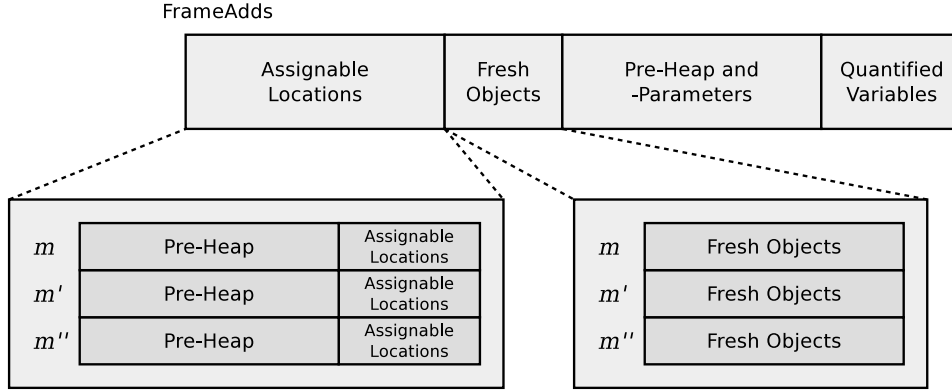 FrameAdds
Assignable
Locations
Fresh
Objects
Pre-Heap and
-Parameters
Quantified
Variables
m Pre-Heap Assignable
Locations
m' Pre-Heap Assignable
Locations
m'' Pre-Heap Assignable
Locations
m Fresh Objects
m' Fresh Objects
m'' Fresh Objects